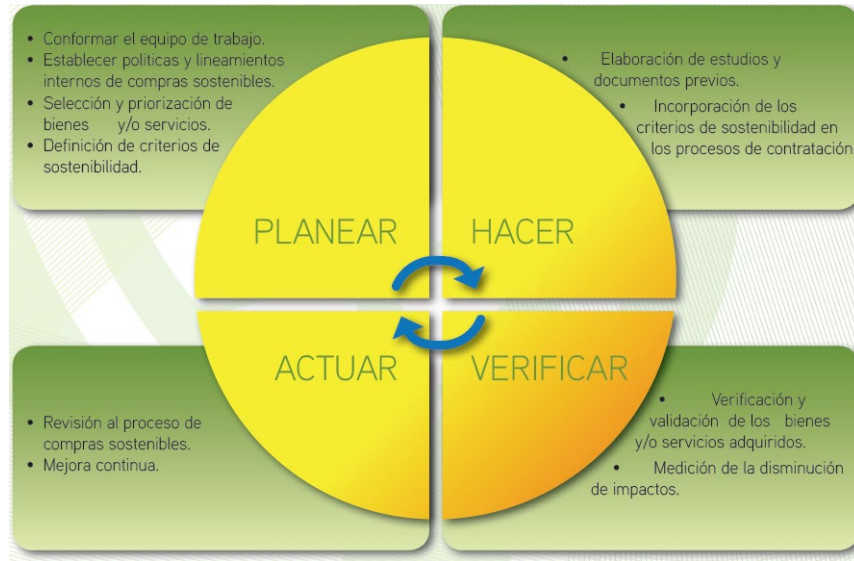 • Conformar el equipo de trabajo.
• Establecer politicas y lineamientos
internos de compras sostenibles.
• Selección y priorización de
bienes y/o servicios.
• Definición de criterios de
sostenibilidad.
• Elaboración de estudios y
documentos previos.
• Incorporación de los
criterios de sostenibilidad en
los procesos de contratación
PLANEAR
HACER
ACTUAR
VERIFICAR
• Revisión al proceso de
compras sostenibles.
• Mejora continua.
• Verificación y
validación de los bienes
y/o servicios adquiridos.
• Medición de la disminución
de impactos.